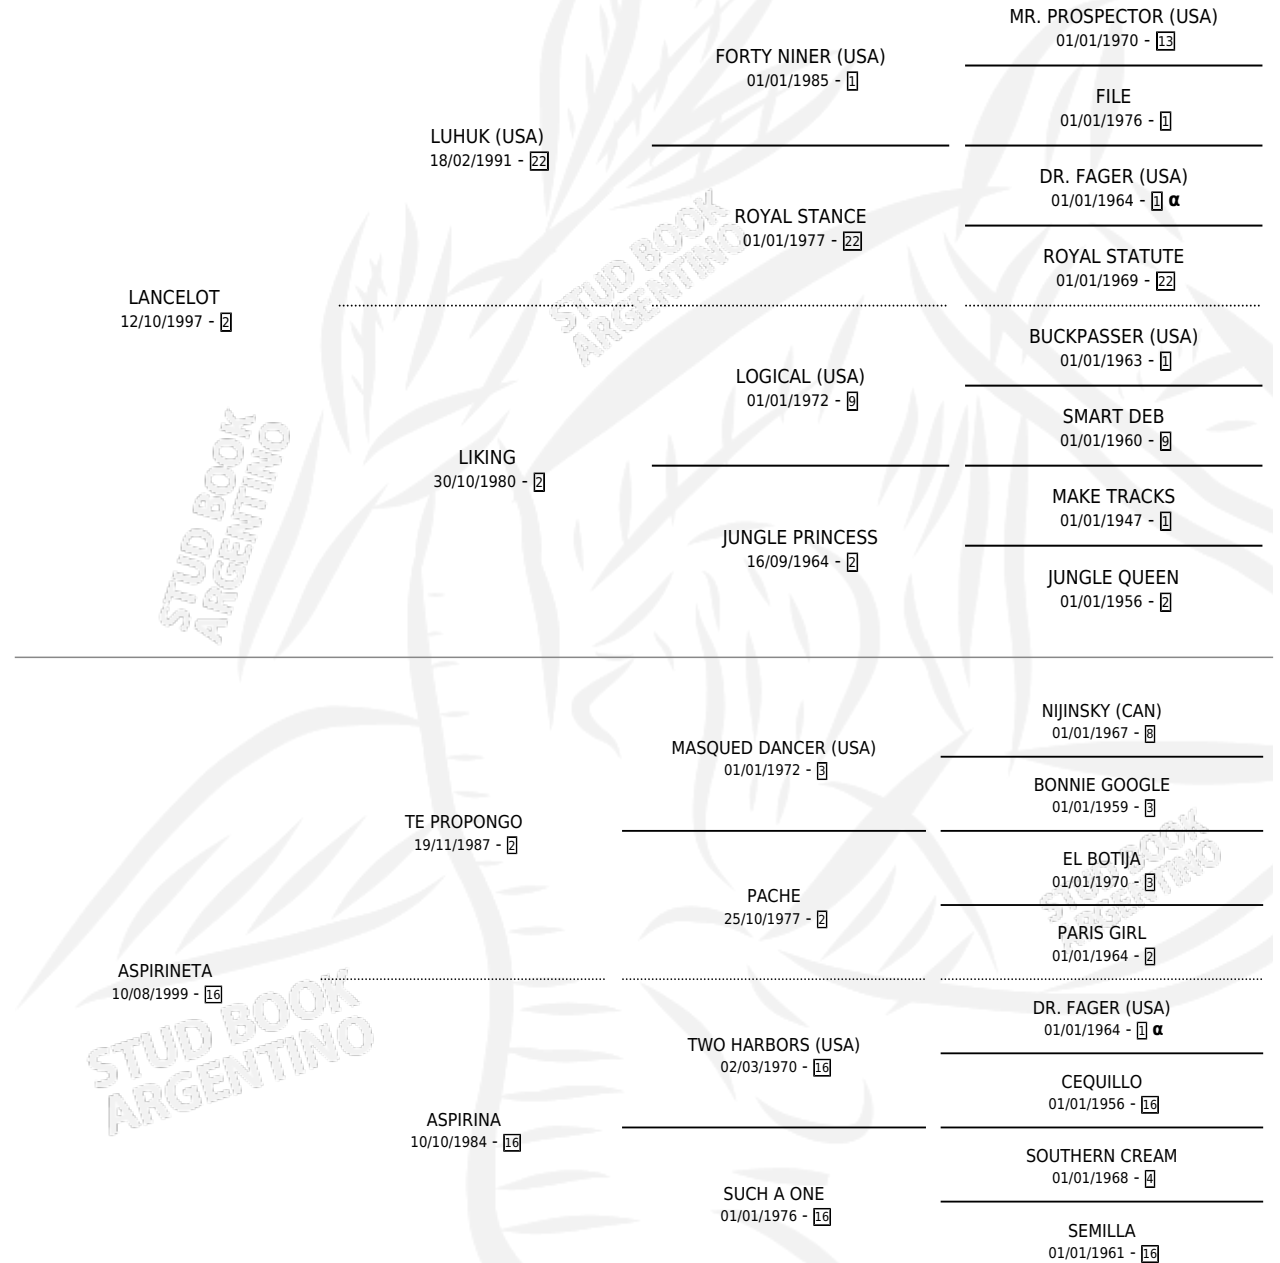 MR. PROSPECTOR (USA)
01/01/1970 - 13
FORTY NINER (USA)
01/01/1985 - 1
FILE
01/01/1976 - 1
LUHUK (USA)
18/02/1991 - 22
DR. FAGER (USA)
01/01/1964 - 1 α
ROYAL STANCE
01/01/1977 - 22
ROYAL STATUTE
01/01/1969 - 22
LANCELOT
12/10/1997 - 2
BUCKPASSER (USA)
01/01/1963 - 1
LOGICAL (USA)
01/01/1972 - 9
SMART DEB
01/01/1960 - 9
LIKING
30/10/1980 - 2
MAKE TRACKS
01/01/1947 - 1
JUNGLE PRINCESS
16/09/1964 - 2
JUNGLE QUEEN
01/01/1956 - 2
NIJINSKY (CAN)
01/01/1967 - 8
MASQUED DANCER (USA)
01/01/1972 - 3
BONNIE GOOGLE
01/01/1959 - 3
TE PROPONGO
19/11/1987 - 2
EL BOTIJA
01/01/1970 - 3
PACHE
25/10/1977 - 2
PARIS GIRL
01/01/1964 - 2
ASPIRINETA
10/08/1999 - 16
DR. FAGER (USA)
01/01/1964 - 1 α
TWO HARBORS (USA)
02/03/1970 - 16
CEQUILLO
01/01/1956 - 16
ASPIRINA
10/10/1984 - 16
SOUTHERN CREAM
01/01/1968 - 4
SUCH A ONE
01/01/1976 - 16
SEMILLA
01/01/1961 - 16
STUD BOOK
ARGENTINO
STUD BOOK
ARGENTINO
STUD BOOK
ARGENTINO
STUD BOOK
ARGENTINO